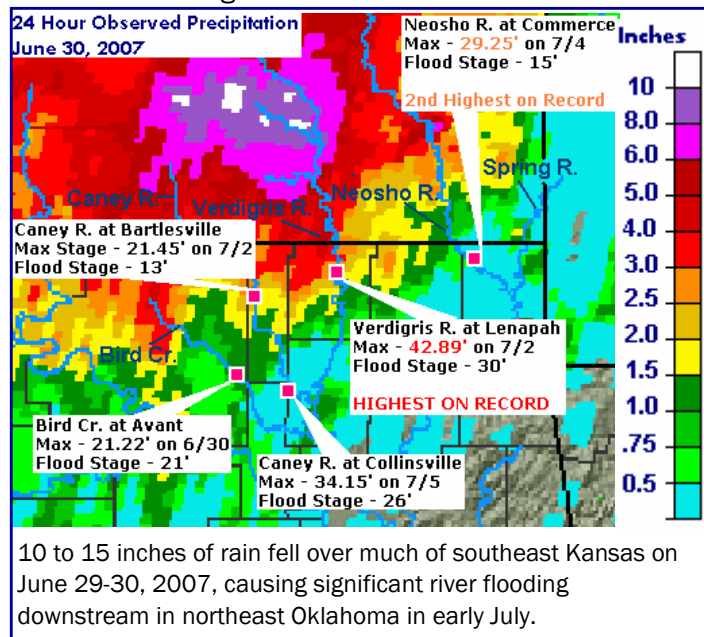 24 Hour Observed Precipitation
June 30, 2007
Neosho R. at Commerce
Max - 29.25' on 7/4
Flood Stage - 15'
2nd Highest on Record
Inches
10
8.0
6.0
5.0
4.0
3.0
2.5
2.0
1.5
1.0
.75
0.5
Spring R.
Neosho R.
Caney R.
Verdigris R.
Caney R. at Bartlesville
Max Stage - 21.45' on 7/2
Flood Stage - 13'
Verdigris R. at Lenapah
Max - 42.89' on 7/2
Flood Stage - 30'
HIGHEST ON RECORD
Bird Cr.
Bird Cr. at Avant
Max - 21.22' on 6/30
Flood Stage - 21'
Caney R. at Collinsville
Max - 34.15' on 7/5
Flood Stage - 26'
10 to 15 inches of rain fell over much of southeast Kansas on
June 29-30, 2007, causing significant river flooding
downstream in northeast Oklahoma in early July.